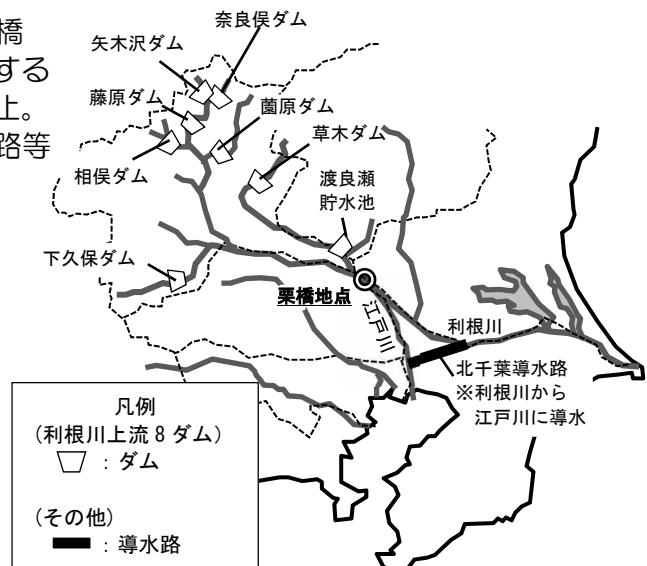 橋
する
上。
路等
奈良俣ダム
矢木沢ダム
藤原ダム
薗原ダム
草木ダム
相俣ダム
渡良瀬
貯水池
下久保ダム
栗橋地点
江戸川
利根川
北千葉導水路
※利根川から
江戸川に導水
凡例
(利根川上流8ダム)
：ダム
(その他)
：導水路